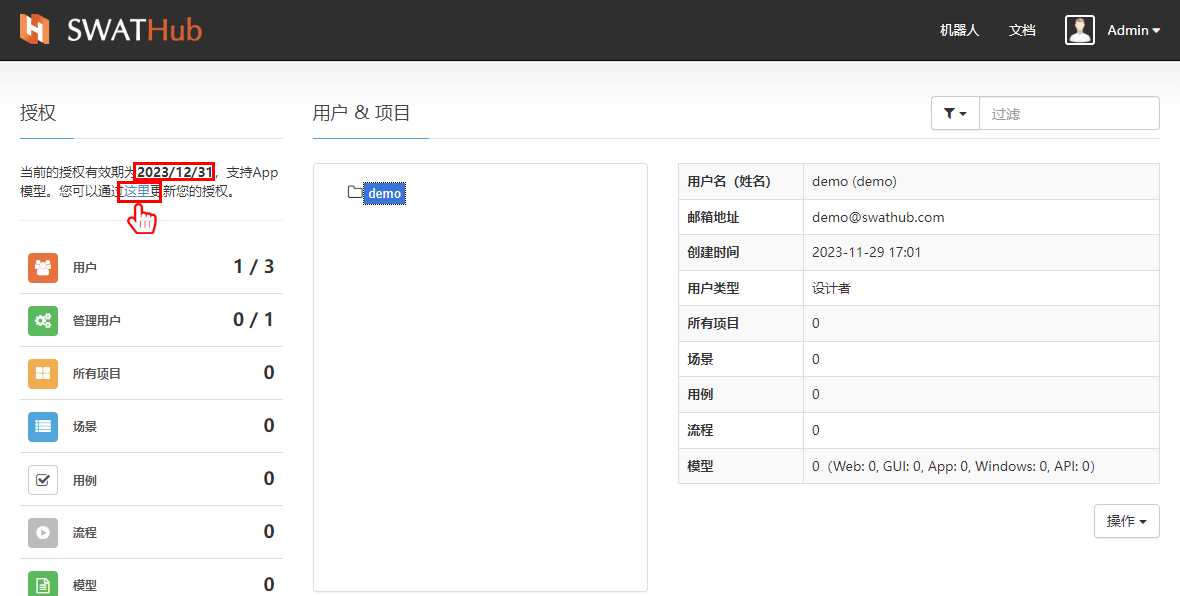 SWATHub
机器人 文档 Admin
授权
当前的授权有效期为2023/12/31，支持App
模型。您可以通过这里更新您的授权。
用户 1 / 3
管理用户 0 / 1
所有项目 0
场景 0
用例 0
流程 0
模型 0
用户 & 项目
过滤
demo
用户名（姓名） demo (demo)
邮箱地址 demo@swathub.com
创建时间 2023-11-29 17:01
用户类型 设计者
所有项目 0
场景 0
用例 0
流程 0
模型 0（Web: 0, GUI: 0, App: 0, Windows: 0, API: 0）
操作